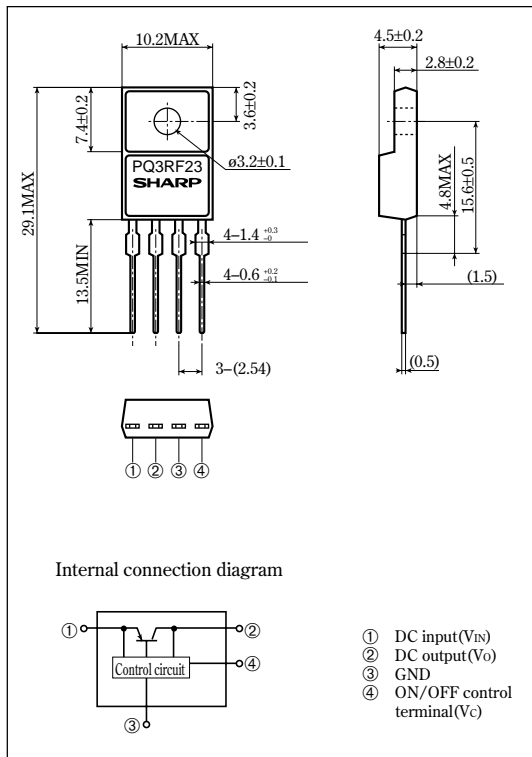 10.2MAX
4.5±0.2
2.8±0.2
7.4±0.2
3.6±0.2
29.1MAX
PQ3RF23
SHARP
ø3.2±0.1
4.8MAX
15.6±0.5
13.5MIN
4–1.4 +0.3 –0
4–0.6 +0.2 –0.1
(1.5)
3–(2.54)
(0.5)
① ② ③ ④
Internal connection diagram
① ②
Control circuit ④
③
① DC input(VIN)
② DC output(VO)
③ GND
④ ON/OFF control
terminal(VC)